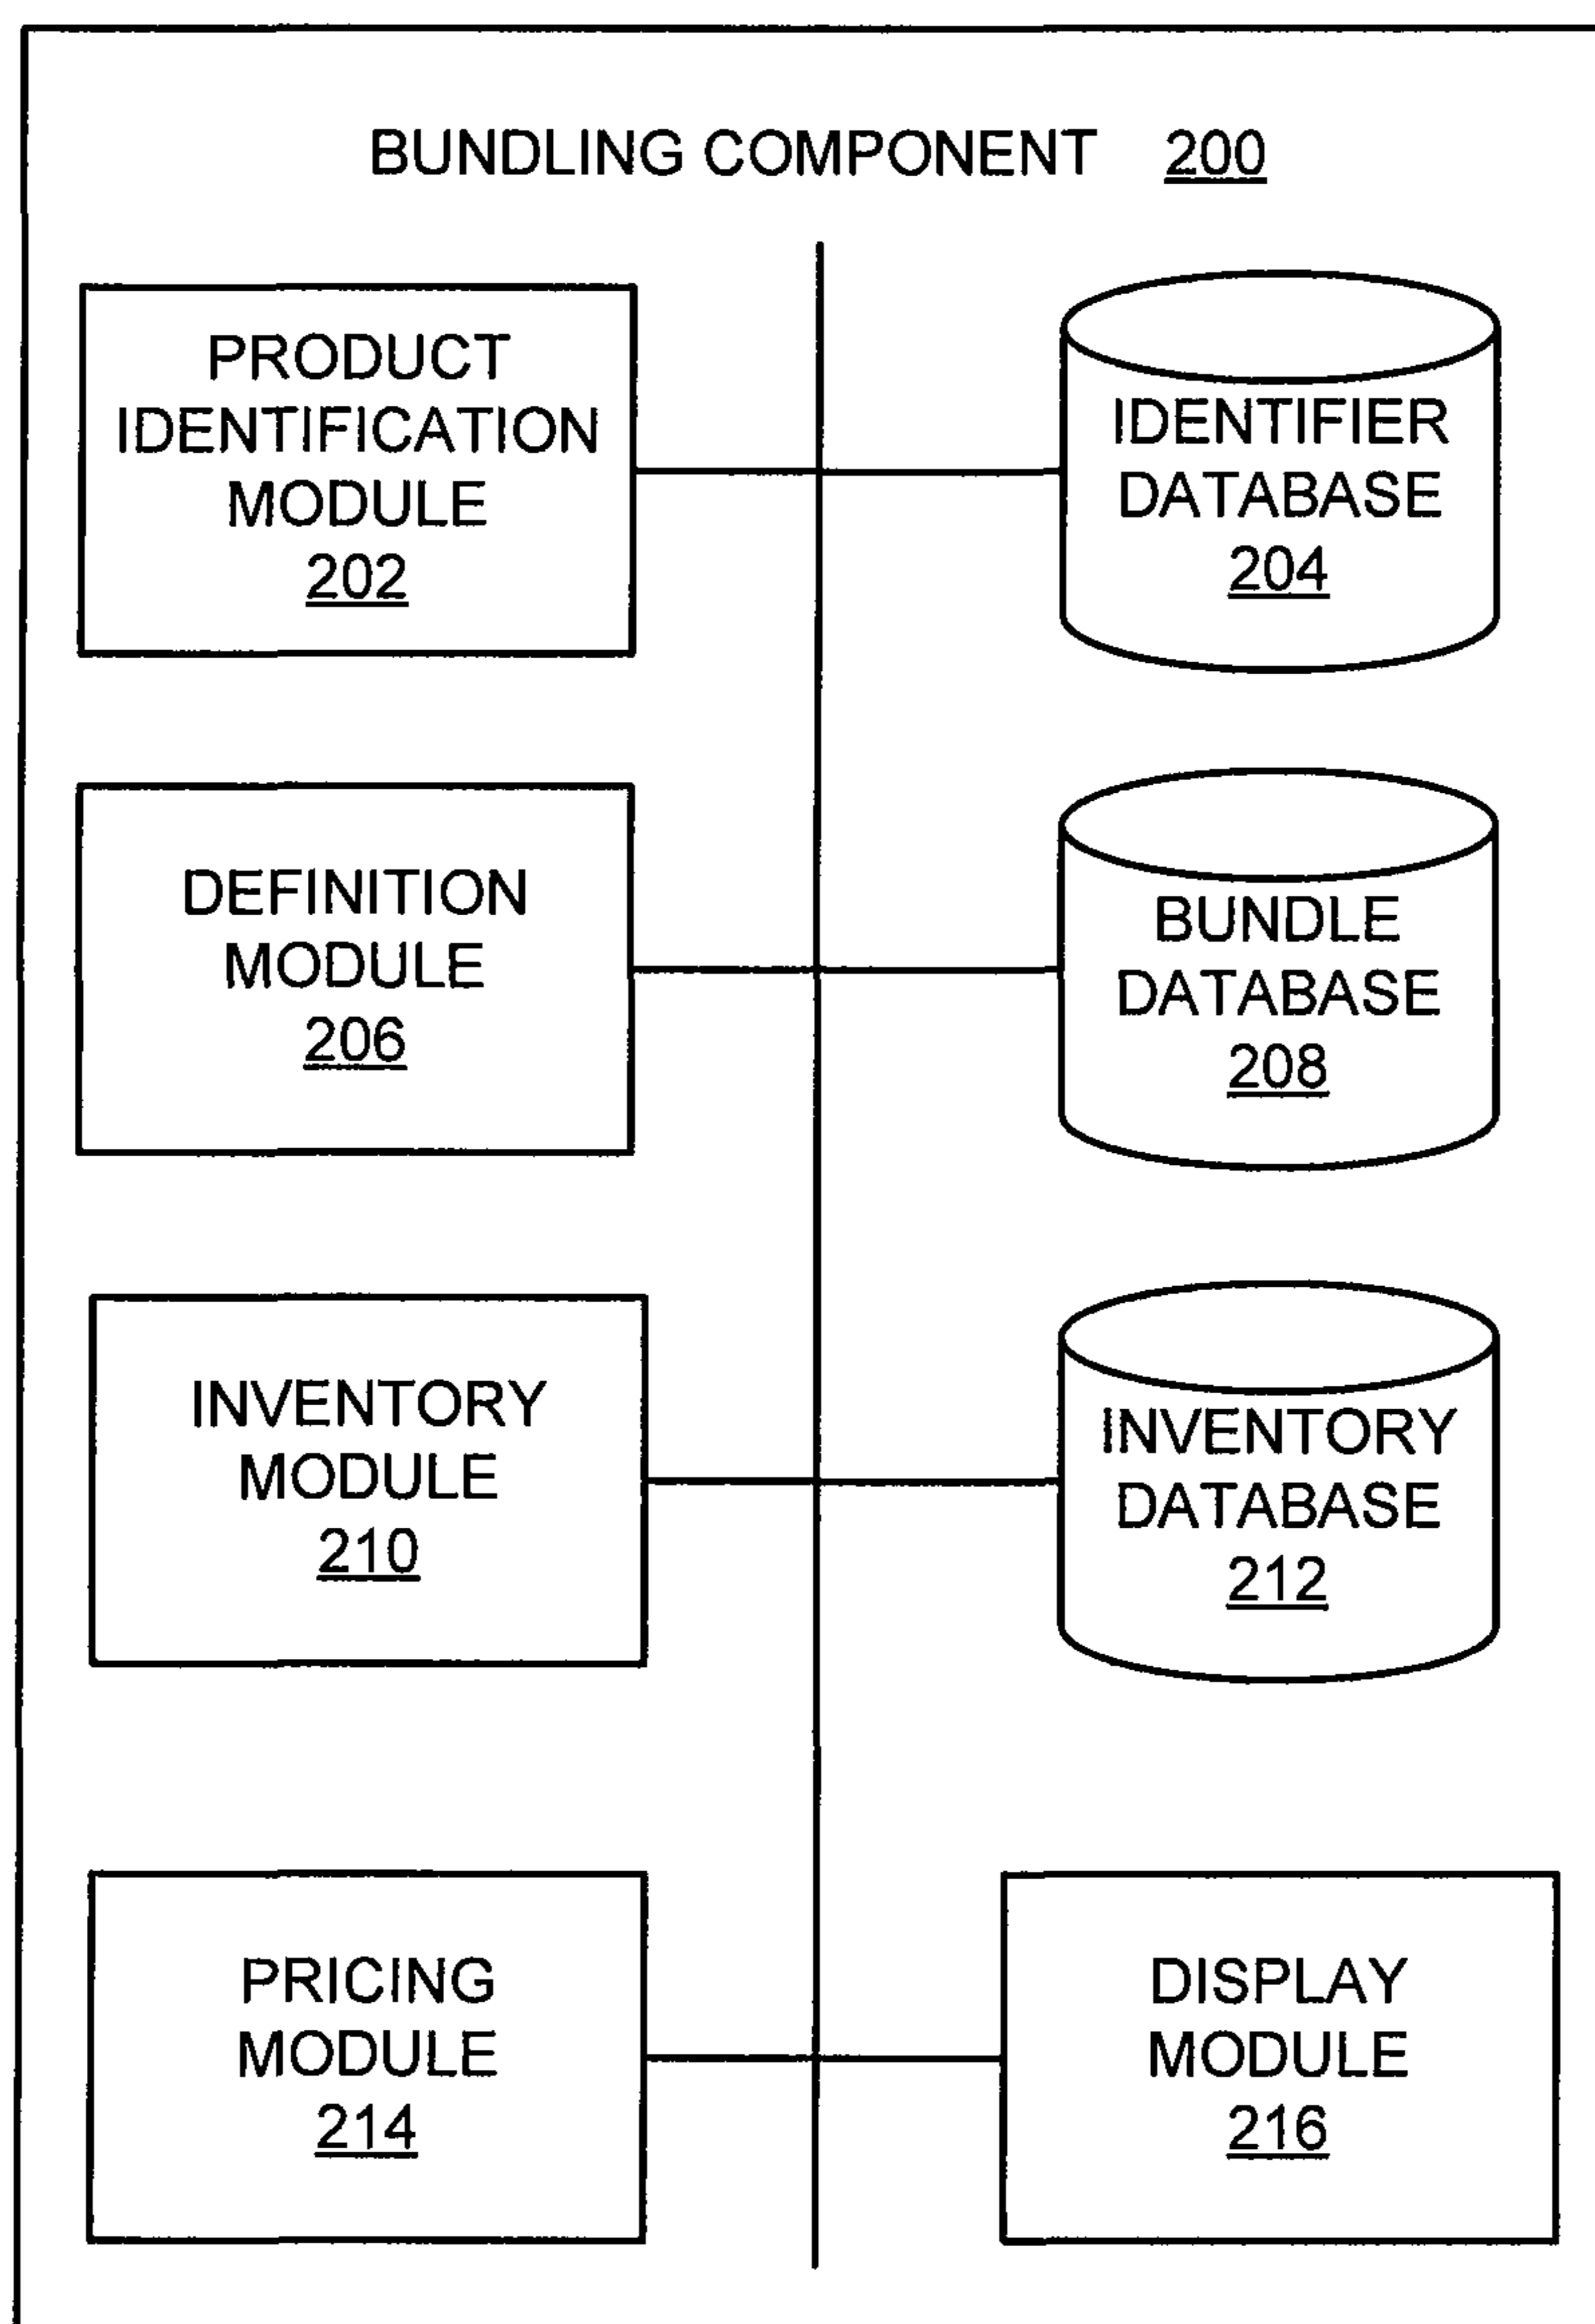 BUNDLING COMPONENT 200
PRODUCT
IDENTIFICATION
MODULE
202
IDENTIFIER
DATABASE
204
DEFINITION
MODULE
206
BUNDLE
DATABASE
208
INVENTORY
MODULE
210
INVENTORY
DATABASE
212
PRICING
MODULE
214
DISPLAY
MODULE
216